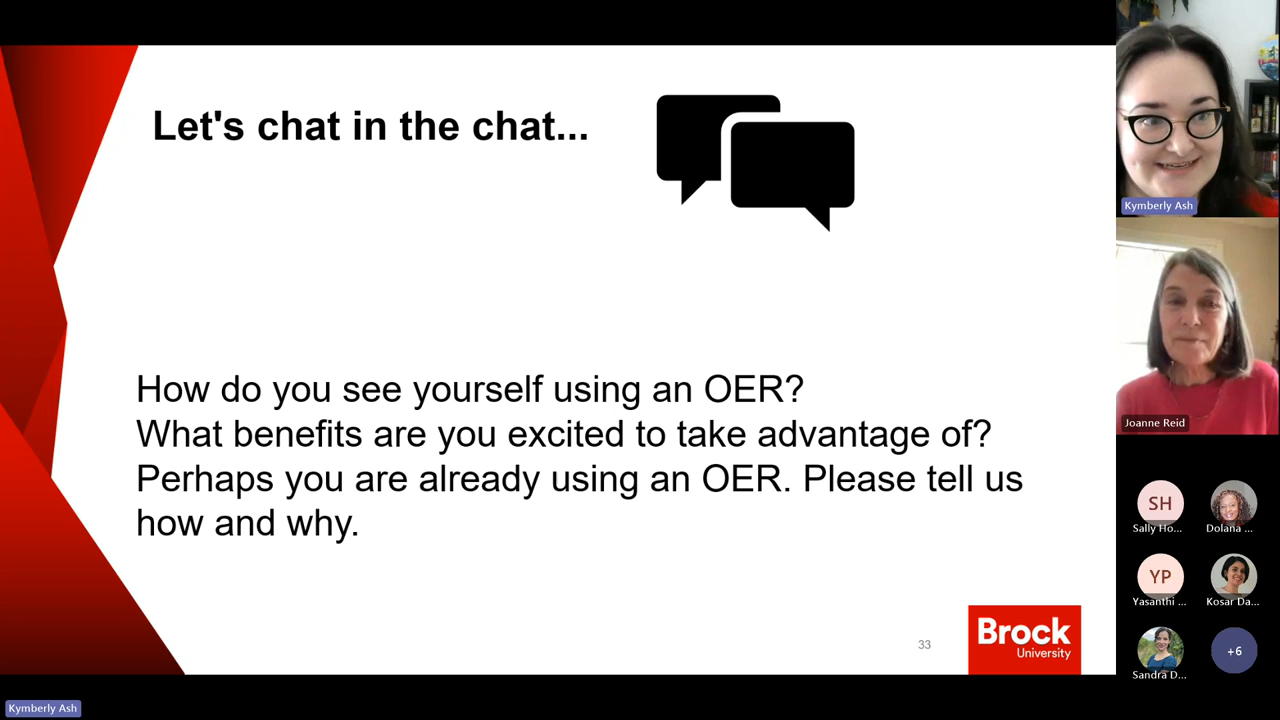 Let's chat in the chat...
How do you see yourself using an OER?
What benefits are you excited to take advantage of?
Perhaps you are already using an OER. Please tell us
how and why.
33
Brock
University
Kymberly Ash
Joanne Reid
SH
Sally Ho...
Dolana ...
YP
Yasanthi ...
Kosar Da...
Sandra D...
+6
Kymberly Ash